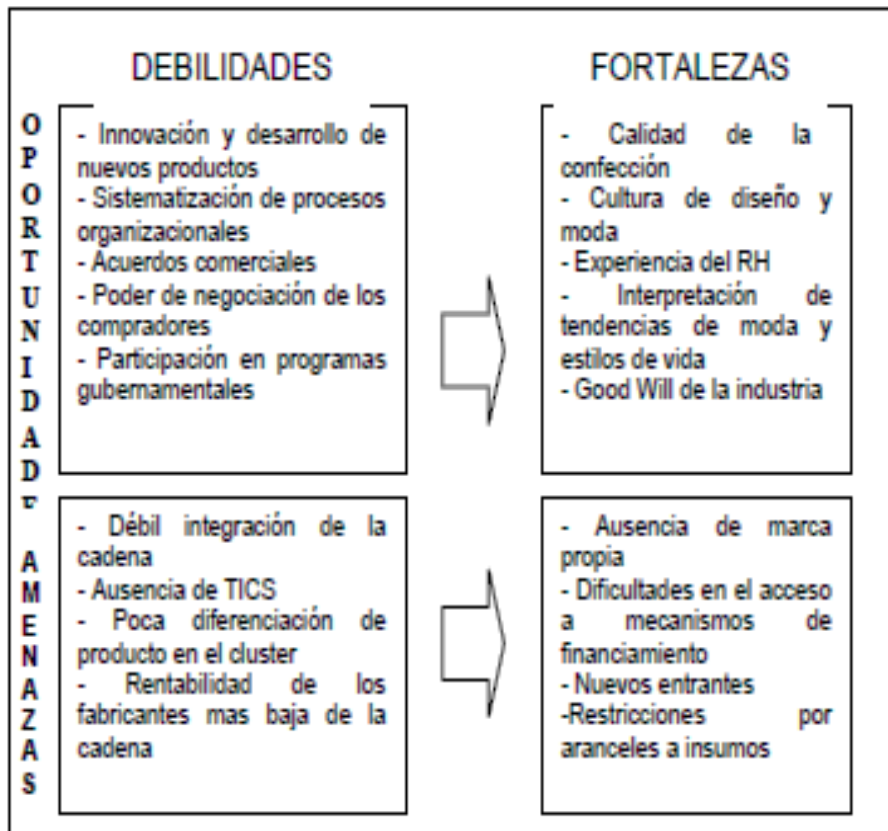 DEBILIDADES
FORTALEZAS
OPORTUNIDADE
- Innovación y desarrollo de
nuevos productos
- Sistematización de procesos
organizacionales
- Acuerdos comerciales
- Poder de negociación de los
compradores
- Participación en programas
gubernamentales
- Calidad de la
confección
- Cultura de diseño y
moda
- Experiencia del RH
- Interpretación de
tendencias de moda y
estilos de vida
- Good Will de la industria
AMENAZAS
- Débil integración de la
cadena
- Ausencia de TICS
- Poca diferenciación de
producto en el cluster
- Rentabilidad de los
fabricantes mas baja de la
cadena
- Ausencia de marca
propia
- Dificultades en el acceso
a mecanismos de
financiamiento
- Nuevos entrantes
-Restricciones por
aranceles a insumos